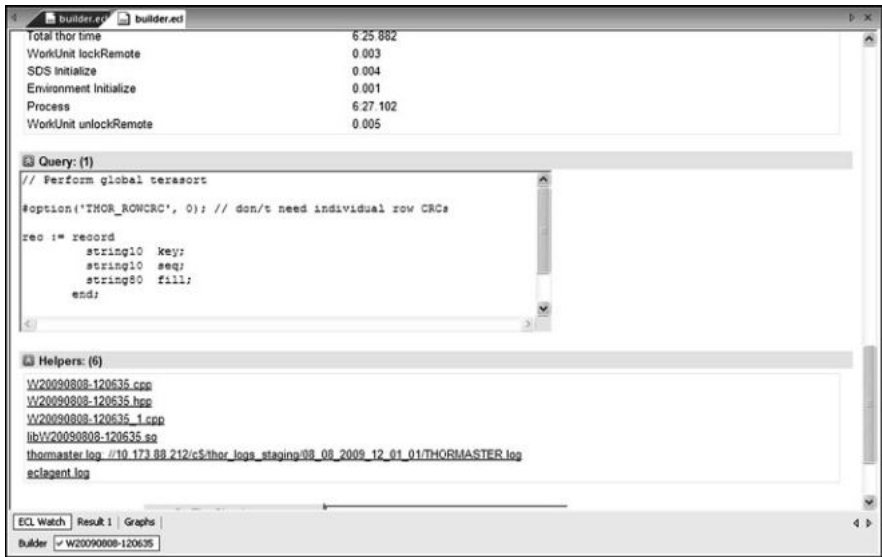 builder.ecl builder.ecl
Total thor time 6:25.882
WorkUnit lockRemote 0.003
SDS Initialize 0.004
Environment Initialize 0.001
Process 6:27.102
WorkUnit unlockRemote 0.005
Query: (1)
// Perform global terasort
#option('THOR_ROWCRC', 0); // don/t need individual row CRCs
rec := record
string10 key;
string10 seq;
string80 fill;
end;
Helpers: (6)
W20090808-120635.cpp
W20090808-120635.hpp
W20090808-120635_1.cpp
libW20090808-120635.so
thormaster.log: //10.173.88.212/c$/thor_logs_staging/08_08_2009_12_01_01/THORMASTER.log
eclagent.log
ECL Watch Result 1 Graphs
Builder W20090808-120635